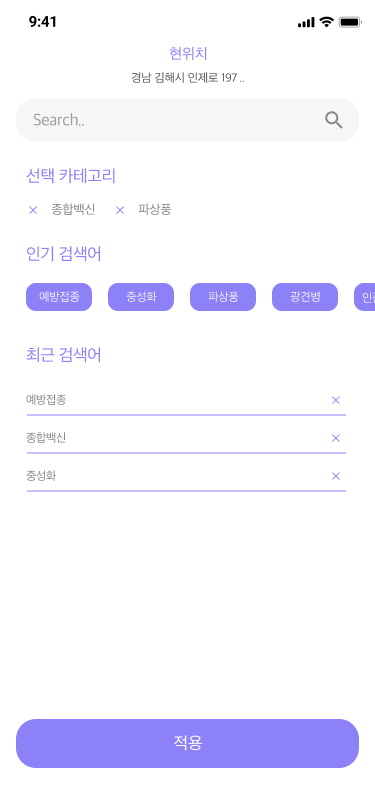 9:41
현위치
경남 김해시 인제로 197 ..
Search..
선택 카테고리
× 종합백신 × 파상풍
인기 검색어
예방접종 중성화 파상풍 광견병
최근 검색어
예방접종 ×
종합백신 ×
중성화 ×
적용